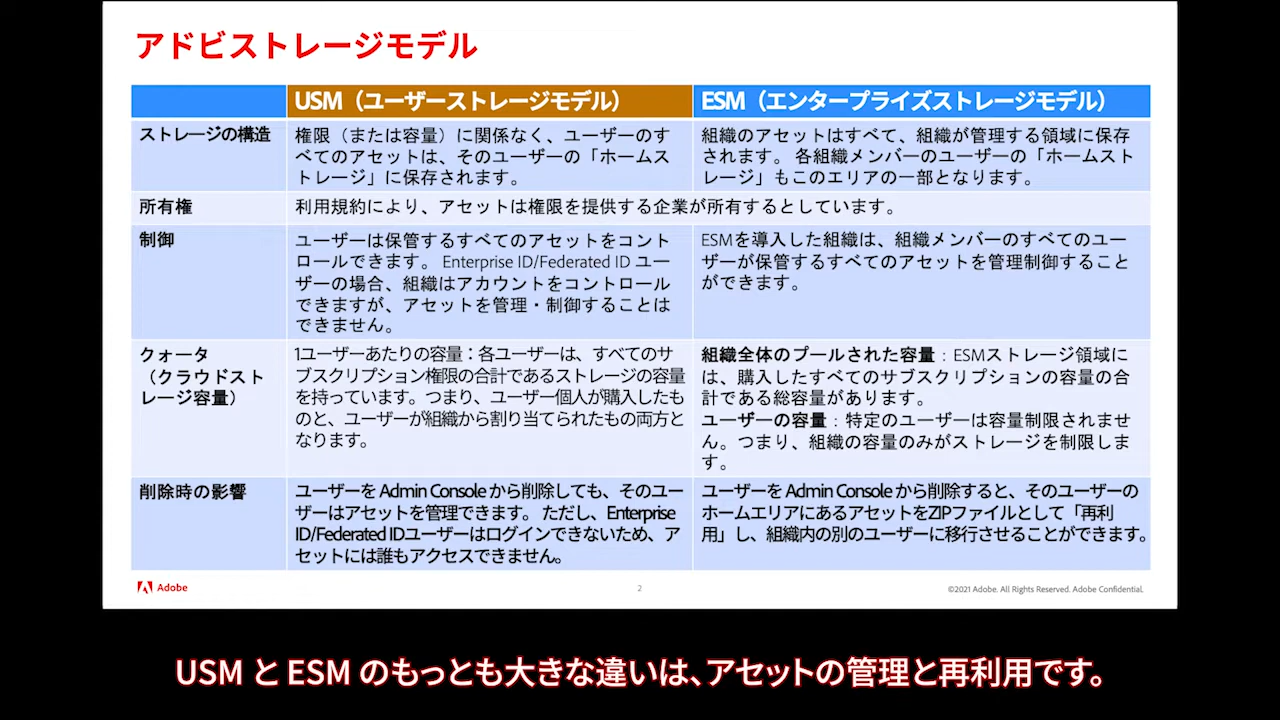 アドビストレージモデル
USM（ユーザーストレージモデル）
ESM（エンタープライズストレージモデル）
ストレージの構造
権限（または容量）に関係なく、ユーザーのす
べてのアセットは、そのユーザーの「ホームス
トレージ」に保存されます。
組織のアセットはすべて、組織が管理する領域に保存
されます。 各組織メンバーのユーザーの「ホームスト
レージ」もこのエリアの一部となります。
所有権
利用規約により、アセットは権限を提供する企業が所有するとしています。
制御
ユーザーは保管するすべてのアセットをコント
ロールできます。 Enterprise ID/Federated ID ユー
ザーの場合、組織はアカウントをコントロール
できますが、アセットを管理・制御することは
できません。
ESMを導入した組織は、組織メンバーのすべてのユー
ザーが保管するすべてのアセットを管理制御すること
ができます。
クォータ
（クラウドスト
レージ容量）
1ユーザーあたりの容量：各ユーザーは、すべてのサ
ブスクリプション権限の合計であるストレージの容量
を持っています。つまり、ユーザー個人が購入したも
のと、ユーザーが組織から割り当てられたもの両方と
なります。
組織全体のプールされた容量：ESMストレージ領域に
は、購入したすべてのサブスクリプションの容量の合
計である総容量があります。
ユーザーの容量：特定のユーザーは容量制限されませ
ん。つまり、組織の容量のみがストレージを制限しま
す。
削除時の影響
ユーザーを Admin Console から削除しても、そのユー
ザーはアセットを管理できます。 ただし、Enterprise
ID/Federated IDユーザーはログインできないため、ア
セットには誰もアクセスできません。
ユーザーを Admin Console から削除すると、そのユーザーの
ホームエリアにあるアセットをZIPファイルとして「再利
用」し、組織内の別のユーザーに移行させることができます。
Adobe
2
©2021 Adobe. All Rights Reserved. Adobe Confidential.
USM と ESM のもっとも大きな違いは、アセットの管理と再利用です。